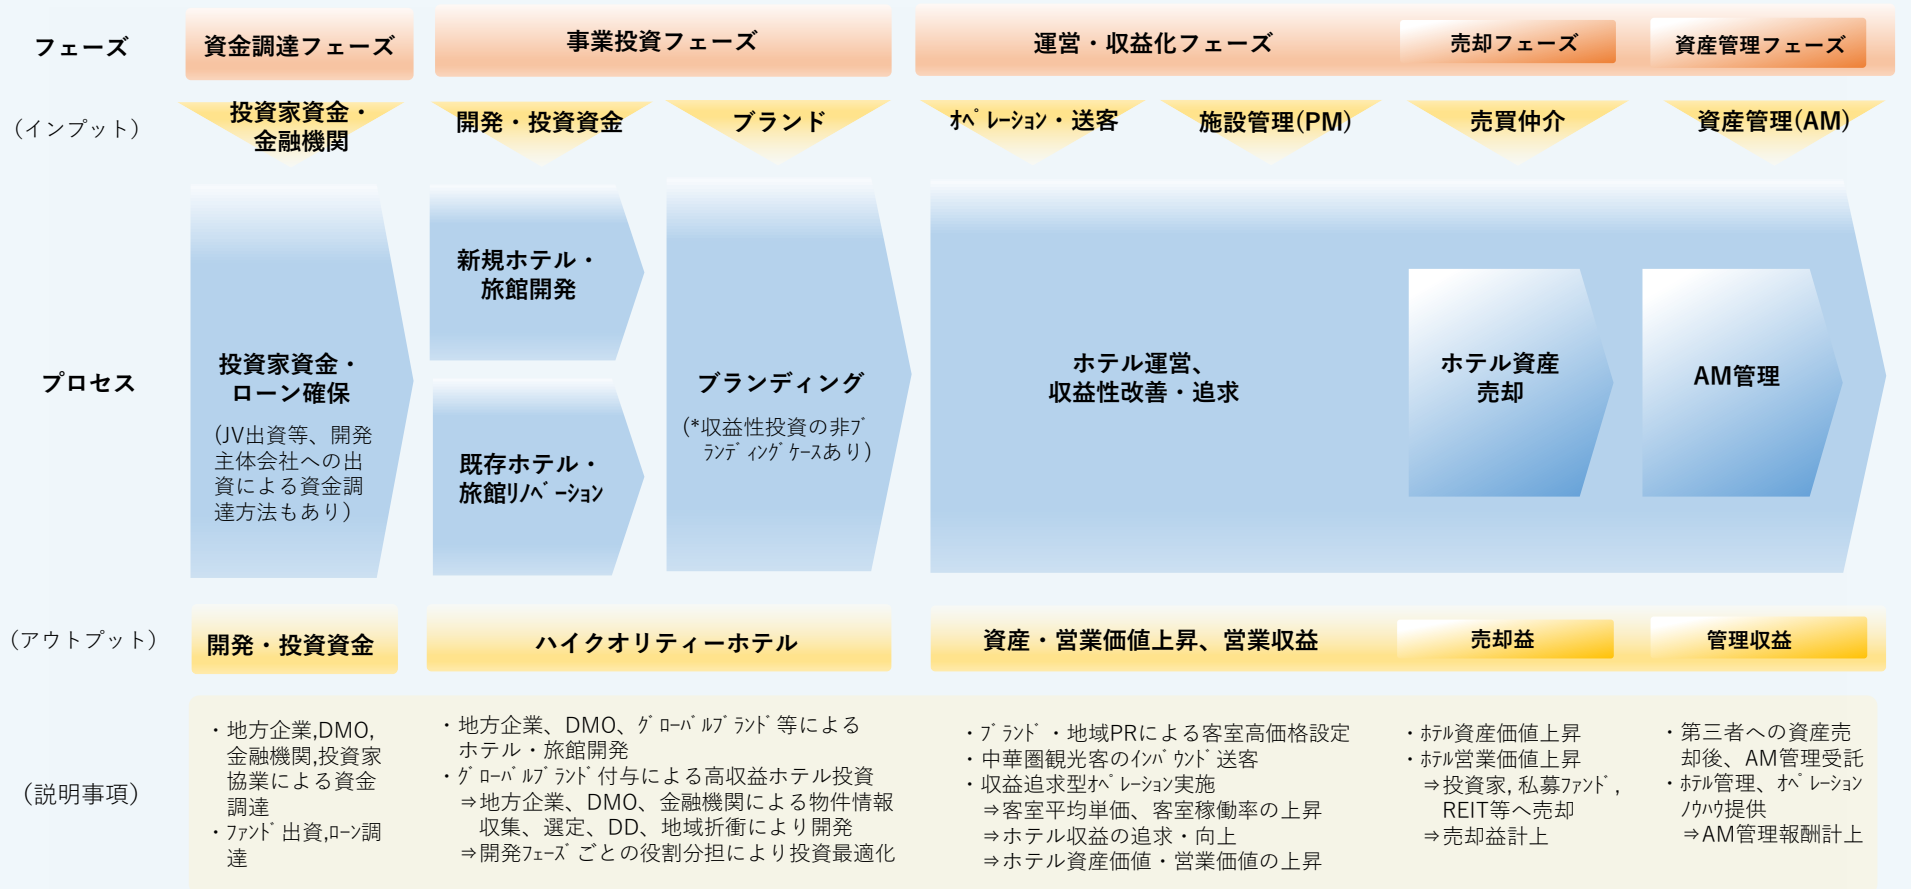 フェーズ
資金調達フェーズ
事業投資フェーズ
運営・収益化フェーズ
売却フェーズ
資産管理フェーズ
(インプット)
投資家資金・
金融機関
開発・投資資金
ブランド
ｵﾍﾟﾚｰｼｮﾝ・送客
施設管理(PM)
売買仲介
資産管理(AM)
プロセス
投資家資金・
ローン確保
(JV出資等、開発
主体会社への出
資による資金調
達方法もあり)
新規ホテル・
旅館開発
既存ホテル・
旅館ﾘﾉﾍﾞｰｼｮﾝ
ブランディング
(*収益性投資の非ﾌﾞ
ﾗﾝﾃﾞｨﾝｸﾞｹｰｽあり)
ホテル運営、
収益性改善・追求
ホテル資産
売却
AM管理
(アウトプット)
開発・投資資金
ハイクオリティーホテル
資産・営業価値上昇、営業収益
売却益
管理収益
(説明事項)
・地方企業,DMO,
金融機関,投資家
協業による資金
調達
・ﾌｧﾝﾄﾞ出資,ﾛｰﾝ調
達
・地方企業、DMO、ｸﾞﾛｰﾊﾞﾙﾌﾞﾗﾝﾄﾞ等による
ホテル・旅館開発
・ｸﾞﾛｰﾊﾞﾙﾌﾞﾗﾝﾄﾞ付与による高収益ホテル投資
⇒地方企業、DMO、金融機関による物件情報
収集、選定、DD、地域折衝により開発
⇒開発ﾌｪｰｽﾞごとの役割分担により投資最適化
・ﾌﾞﾗﾝﾄﾞ・地域PRによる客室高価格設定
・中華圏観光客のｲﾝﾊﾞｳﾝﾄﾞ送客
・収益追求型ｵﾍﾟﾚｰｼｮﾝ実施
⇒客室平均単価、客室稼働率の上昇
⇒ホテル収益の追求・向上
⇒ホテル資産価値・営業価値の上昇
・ﾎﾃﾙ資産価値上昇
・ﾎﾃﾙ営業価値上昇
⇒投資家,私募ﾌｧﾝﾄﾞ,
REIT等へ売却
⇒売却益計上
・第三者への資産売
却後、AM管理受託
・ﾎﾃﾙ管理、ｵﾍﾟﾚｰｼｮﾝ
ﾉｳﾊｳ提供
⇒AM管理報酬計上